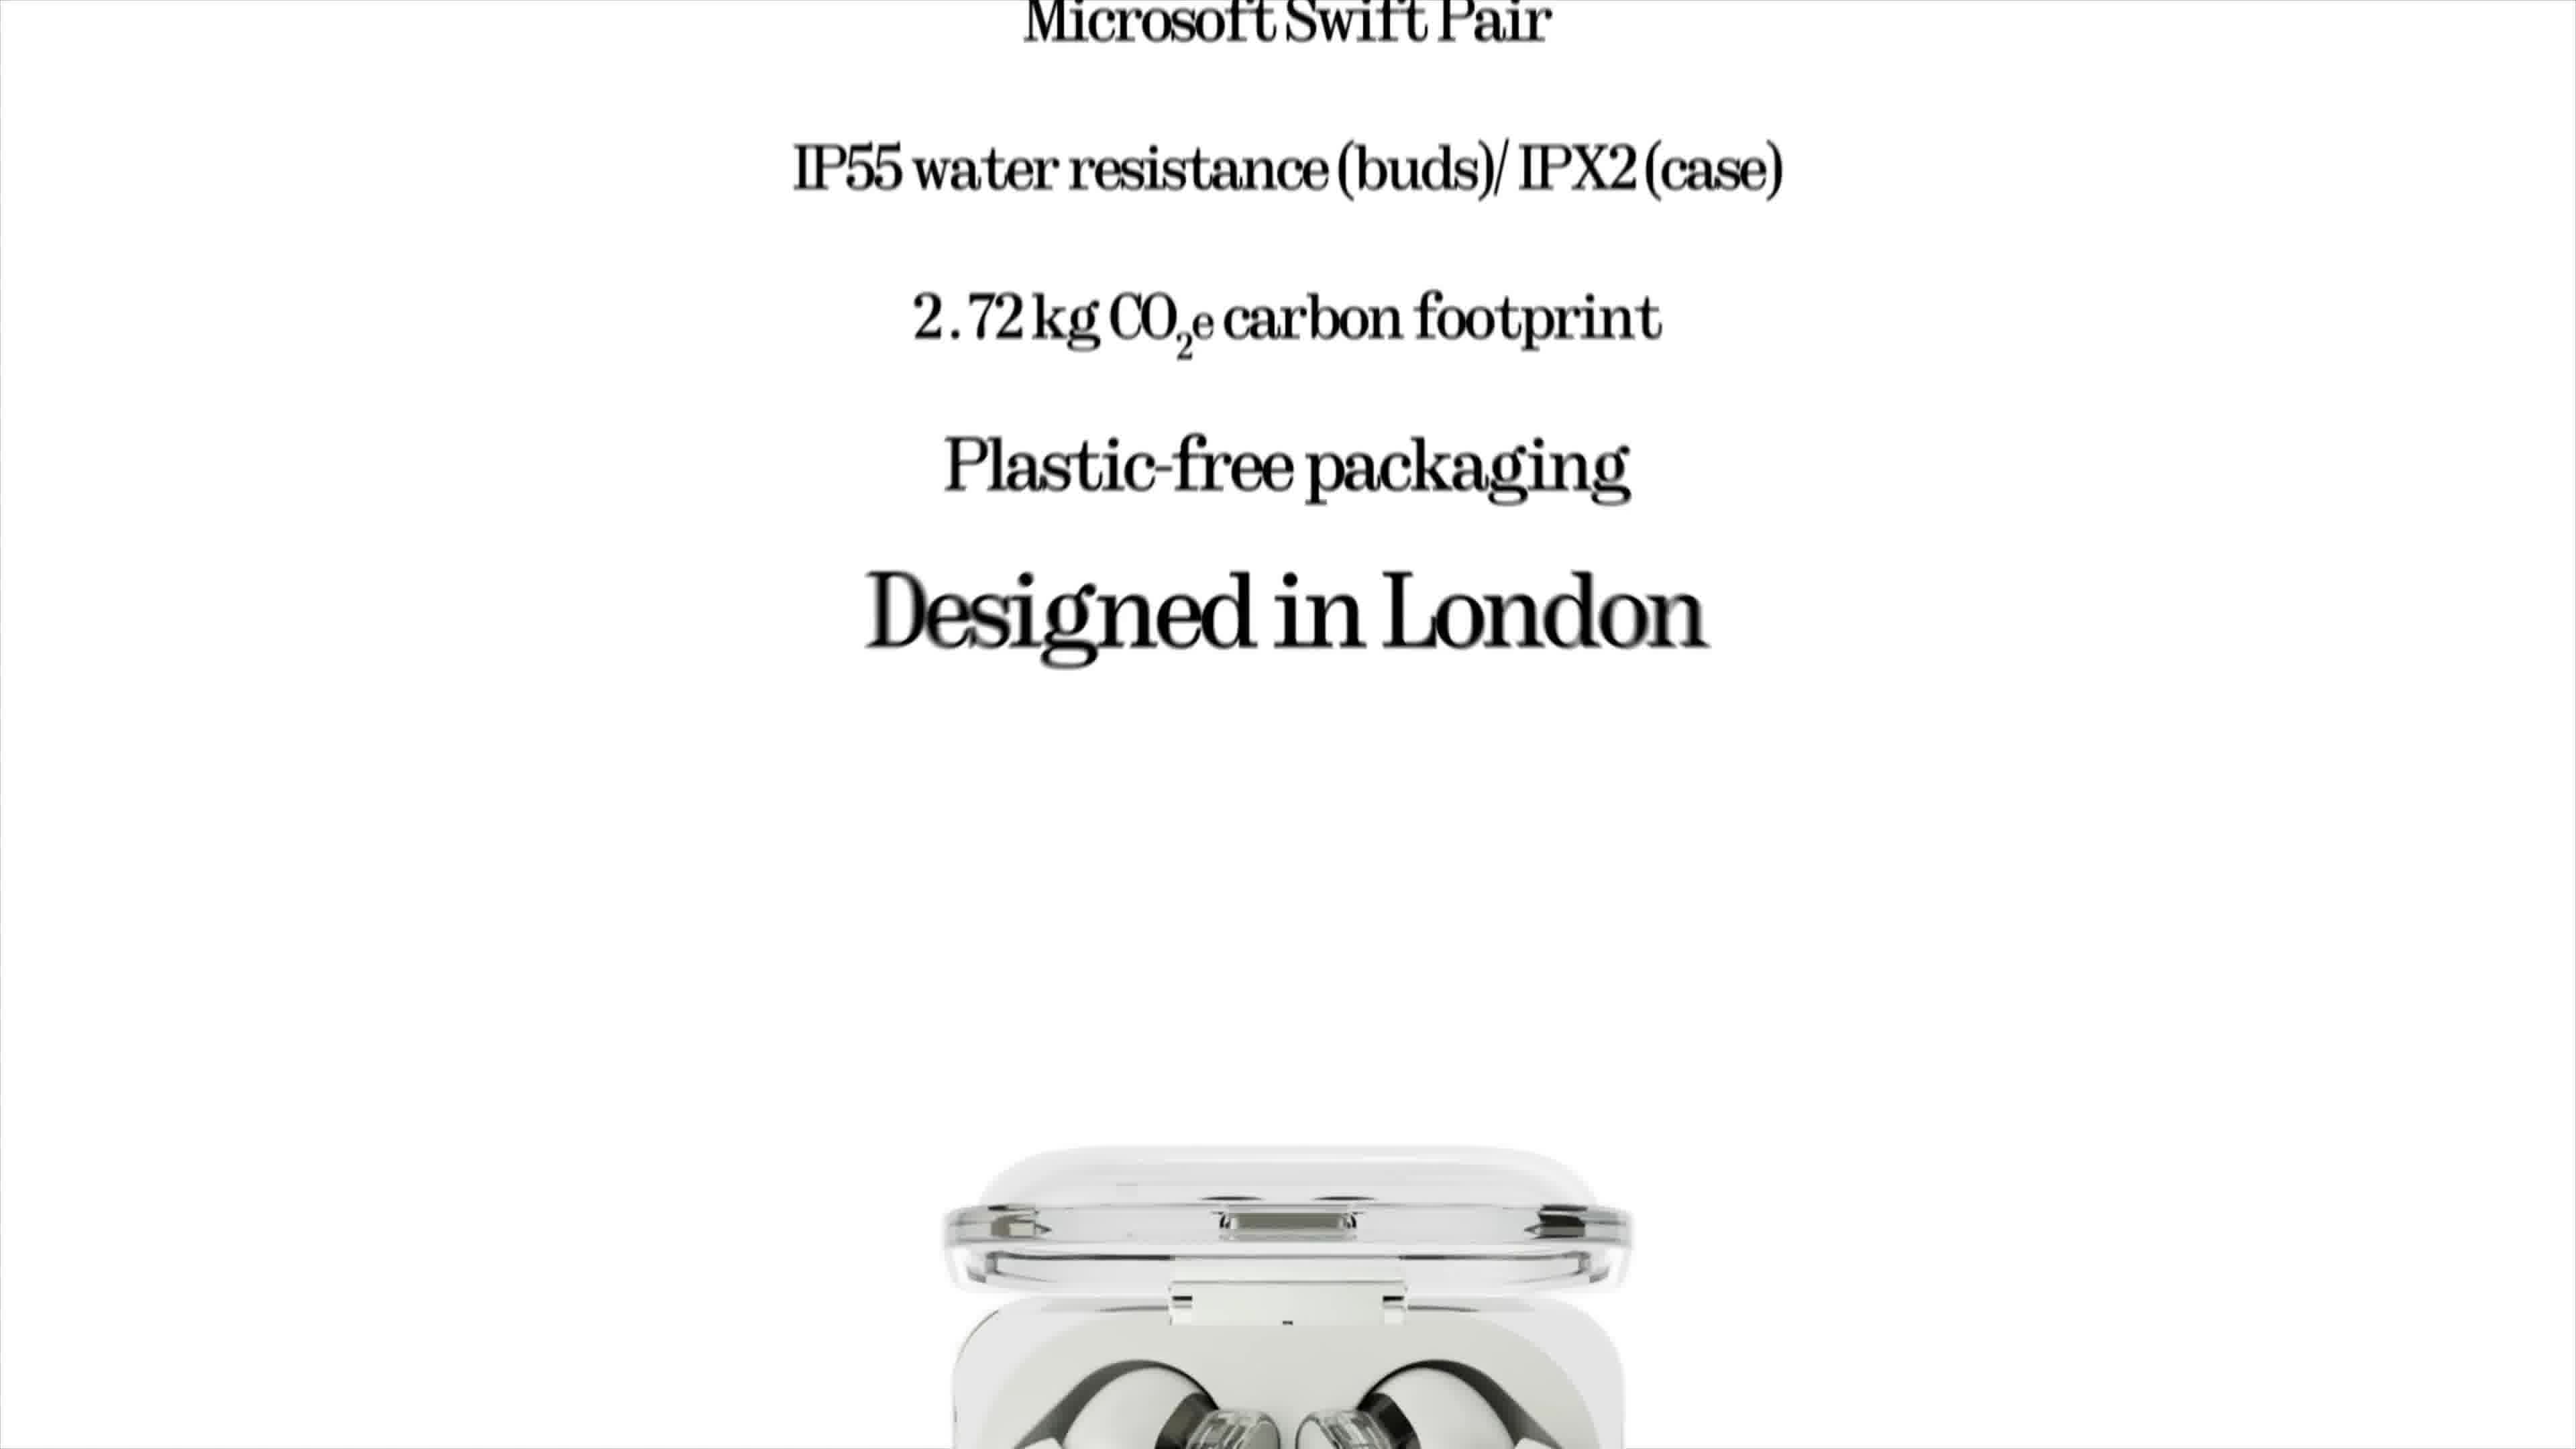 Microsoft Swift Pair
IP55 water resistance (buds)/ IPX2 (case)
2.72 kg CO₂e carbon footprint
Plastic-free packaging
Designed in London